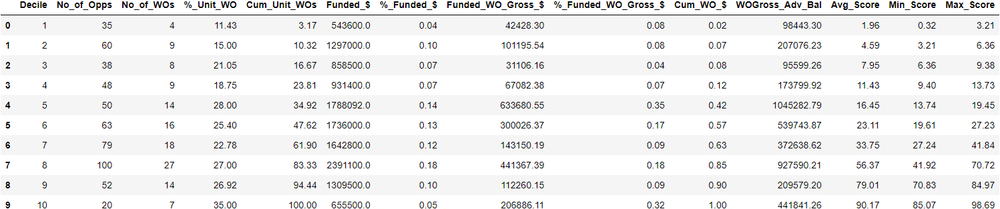 Decile No_of_Opps No_of_WOs %_Unit_WO Cum_Unit_WOs Funded_$ %_Funded_$ Funded_WO_Gross_$ %_Funded_WO_Gross_$ Cum_WO_$ WOGross_Adv_Bal Avg_Score Min_Score Max_Score
0 1 35 4 11.43 3.17 543600.0 0.04 42428.30 0.08 0.02 98443.30 1.96 0.32 3.21
1 2 60 9 15.00 10.32 1297000.0 0.10 101195.54 0.08 0.07 207076.23 4.59 3.21 6.36
2 3 38 8 21.05 16.67 858500.0 0.07 31106.16 0.04 0.08 95599.26 7.95 6.36 9.38
3 4 48 9 18.75 23.81 931400.0 0.07 67082.38 0.07 0.12 173799.92 11.43 9.40 13.73
4 5 50 14 28.00 34.92 1788092.0 0.14 633680.55 0.35 0.42 1045282.79 16.45 13.74 19.45
5 6 63 16 25.40 47.62 1736000.0 0.13 300026.37 0.17 0.57 539743.87 23.11 19.61 27.23
6 7 79 18 22.78 61.90 1642800.0 0.12 143150.19 0.09 0.63 372638.62 33.75 27.24 41.84
7 8 100 27 27.00 83.33 2391100.0 0.18 441367.39 0.18 0.85 927590.21 56.37 41.92 70.72
8 9 52 14 26.92 94.44 1309500.0 0.10 112260.15 0.09 0.90 209579.20 79.01 70.83 84.97
9 10 20 7 35.00 100.00 655500.0 0.05 206886.11 0.32 1.00 441841.26 90.17 85.07 98.69